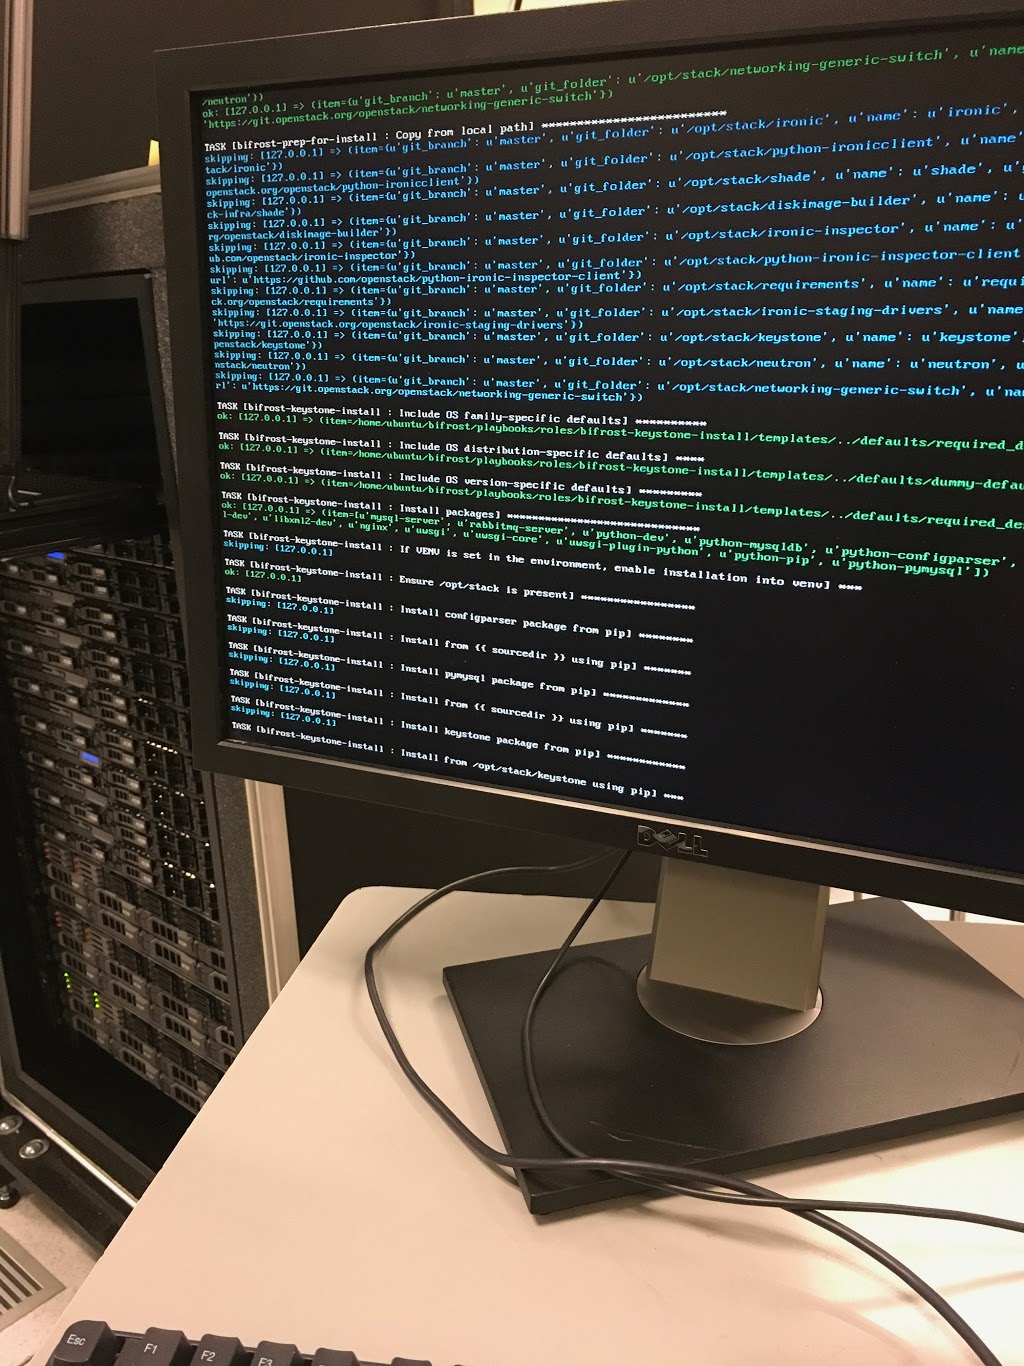 /neutron'})
ok: [127.0.0.1] => (item={u'git_branch': u'master', u'git_folder': u'/opt/stack/networking-generic-switch', u'name
'https://git.openstack.org/openstack/networking-generic-switch'})
TASK [bifrost-prep-for-install : Copy from local path] **************************
skipping: [127.0.0.1] => (item={u'git_branch': u'master', u'git_folder': u'/opt/stack/ironic', u'name': u'ironic',
tack/ironic'})
skipping: [127.0.0.1] => (item={u'git_branch': u'master', u'git_folder': u'/opt/stack/python-ironicclient', u'name':
openstack.org/openstack/python-ironicclient'})
skipping: [127.0.0.1] => (item={u'git_branch': u'master', u'git_folder': u'/opt/stack/shade', u'name': u'shade', u'g
ck-infra/shade'})
skipping: [127.0.0.1] => (item={u'git_branch': u'master', u'git_folder': u'/opt/stack/diskimage-builder', u'name': u
rg/openstack/diskimage-builder'})
skipping: [127.0.0.1] => (item={u'git_branch': u'master', u'git_folder': u'/opt/stack/ironic-inspector', u'name': u'
ub.com/openstack/ironic-inspector'})
skipping: [127.0.0.1] => (item={u'git_branch': u'master', u'git_folder': u'/opt/stack/python-ironic-inspector-client
url': u'https://github.com/openstack/python-ironic-inspector-client'})
skipping: [127.0.0.1] => (item={u'git_branch': u'master', u'git_folder': u'/opt/stack/requirements', u'name': u'requi
ck.org/openstack/requirements'})
skipping: [127.0.0.1] => (item={u'git_branch': u'master', u'git_folder': u'/opt/stack/ironic-staging-drivers', u'name
'https://git.openstack.org/openstack/ironic-staging-drivers'})
skipping: [127.0.0.1] => (item={u'git_branch': u'master', u'git_folder': u'/opt/stack/keystone', u'name': u'keystone',
penstack/keystone'})
skipping: [127.0.0.1] => (item={u'git_branch': u'master', u'git_folder': u'/opt/stack/neutron', u'name': u'neutron', u
nstack/neutron'})
skipping: [127.0.0.1] => (item={u'git_branch': u'master', u'git_folder': u'/opt/stack/networking-generic-switch', u'na
rl': u'https://git.openstack.org/openstack/networking-generic-switch'})
TASK [bifrost-keystone-install : Include OS family-specific defaults] **********
ok: [127.0.0.1] => (item=/home/ubuntu/bifrost/playbooks/roles/bifrost-keystone-install/templates/../defaults/required_d
TASK [bifrost-keystone-install : Include OS distribution-specific defaults] ****
ok: [127.0.0.1] => (item=/home/ubuntu/bifrost/playbooks/roles/bifrost-keystone-install/templates/../defaults/dummy-defau
TASK [bifrost-keystone-install : Include OS version-specific defaults] *********
ok: [127.0.0.1] => (item=/home/ubuntu/bifrost/playbooks/roles/bifrost-keystone-install/templates/../defaults/required_de
TASK [bifrost-keystone-install : Install packages] *****************************
ok: [127.0.0.1] => (item=[u'mysql-server', u'rabbitmq-server', u'python-dev', u'python-mysqldb', u'python-configparser',
l-dev', u'libxml2-dev', u'nginx', u'uwsgi', u'uwsgi-core', u'uwsgi-plugin-python', u'python-pip', u'python-pymysql'])
TASK [bifrost-keystone-install : If VENV is set in the environment, enable installation into venv] ***
skipping: [127.0.0.1]
TASK [bifrost-keystone-install : Ensure /opt/stack is present] *****************
ok: [127.0.0.1]
TASK [bifrost-keystone-install : Install configparser package from pip] ********
skipping: [127.0.0.1]
TASK [bifrost-keystone-install : Install from {{ sourcedir }} using pip] *******
skipping: [127.0.0.1]
TASK [bifrost-keystone-install : Install pymysql package from pip] *************
skipping: [127.0.0.1]
TASK [bifrost-keystone-install : Install from {{ sourcedir }} using pip] *******
skipping: [127.0.0.1]
TASK [bifrost-keystone-install : Install keystone package from pip] ************
skipping: [127.0.0.1]
TASK [bifrost-keystone-install : Install from /opt/stack/keystone using pip] ***
DELL
Esc F1 F2 F3